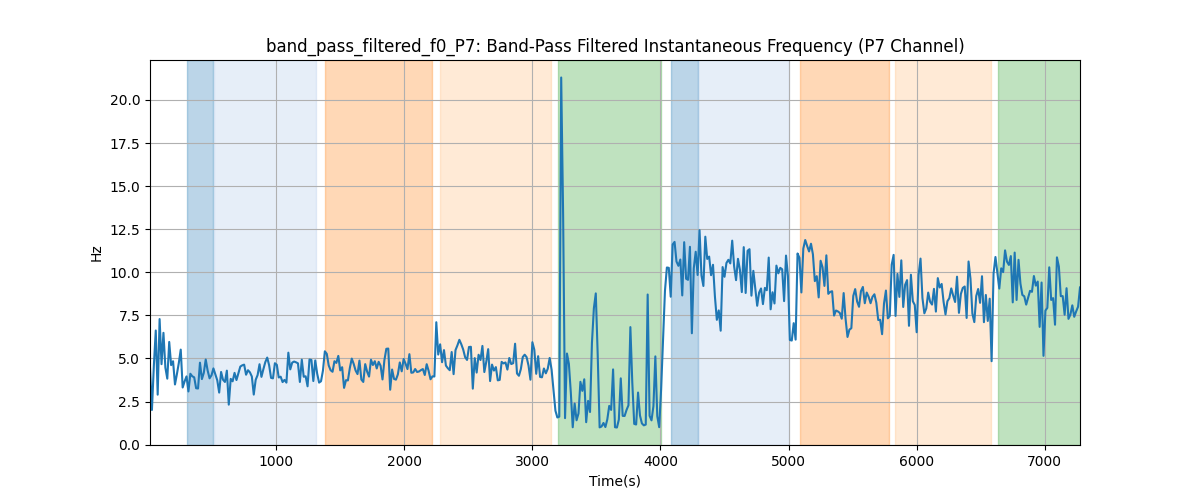 band_pass_filtered_f0_P7: Band-Pass Filtered Instantaneous Frequency (P7 Channel)
Hz
20.0
17.5
15.0
12.5
10.0
7.5
5.0
2.5
0.0
1000 2000 3000 4000 5000 6000 7000
Time(s)